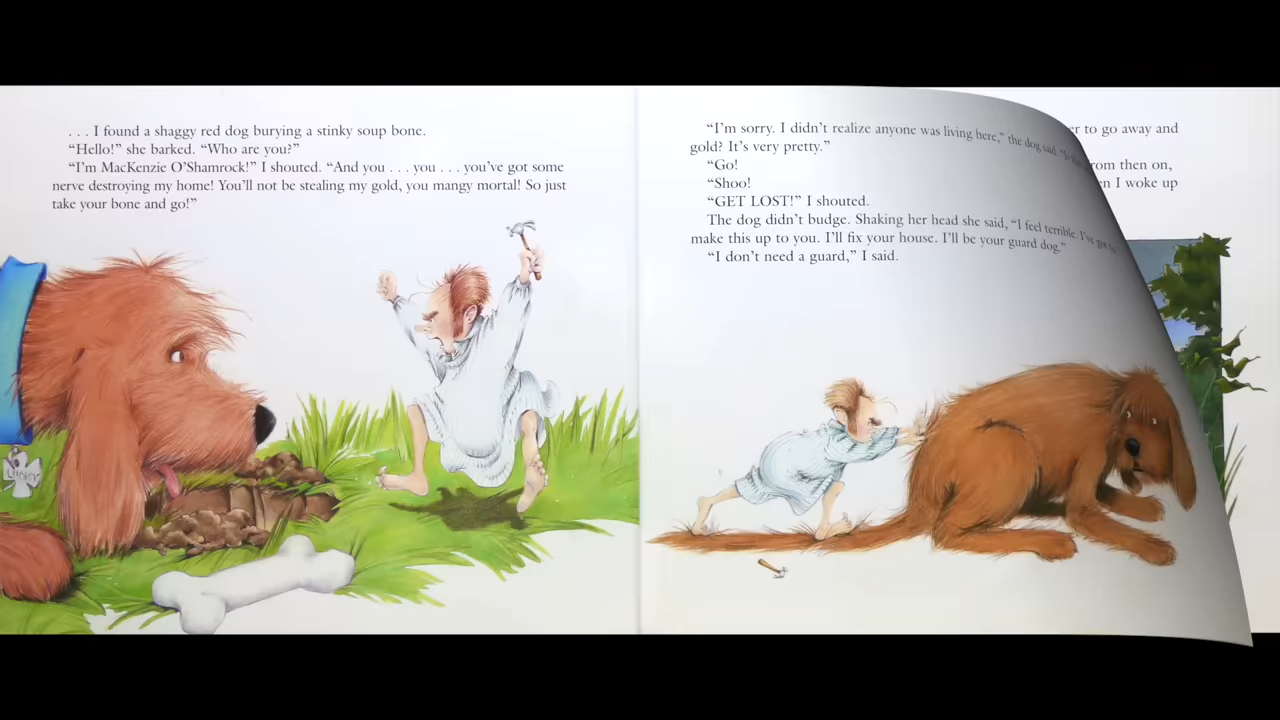 . . . I found a shaggy red dog burying a stinky soup bone.
“Hello!” she barked. “Who are you?”
“I’m MacKenzie O’Shamrock!” I shouted. “And you . . . you . . . you’ve got some
nerve destroying my home! You’ll not be stealing my gold, you mangy mortal! So just
take your bone and go!”
“I’m sorry. I didn’t realize anyone was living here,” the dog said.
gold? It’s very pretty.”
“Go!
“Shoo!
“GET LOST!” I shouted.
The dog didn’t budge. Shaking her head she said, “I feel terrible. I’ve got
make this up to you. I’ll fix your house. I’ll be your guard dog.”
“I don’t need a guard,” I said.
to go away and
from then on,
I woke up